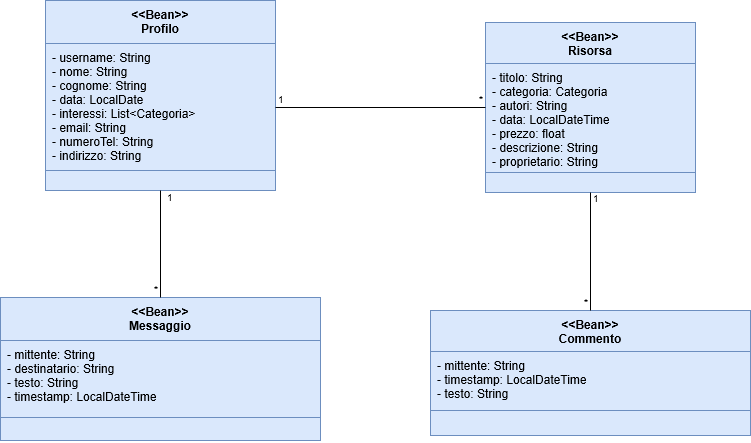 <<Bean>>
Profilo
- username: String
- nome: String
- cognome: String
- data: LocalDate
- interessi: List<Categoria>
- email: String
- numeroTel: String
- indirizzo: String
1
*
<<Bean>>
Risorsa
- titolo: String
- categoria: Categoria
- autori: String
- data: LocalDateTime
- prezzo: float
- descrizione: String
- proprietario: String
1
*
1
*
<<Bean>>
Messaggio
- mittente: String
- destinatario: String
- testo: String
- timestamp: LocalDateTime
<<Bean>>
Commento
- mittente: String
- timestamp: LocalDateTime
- testo: String